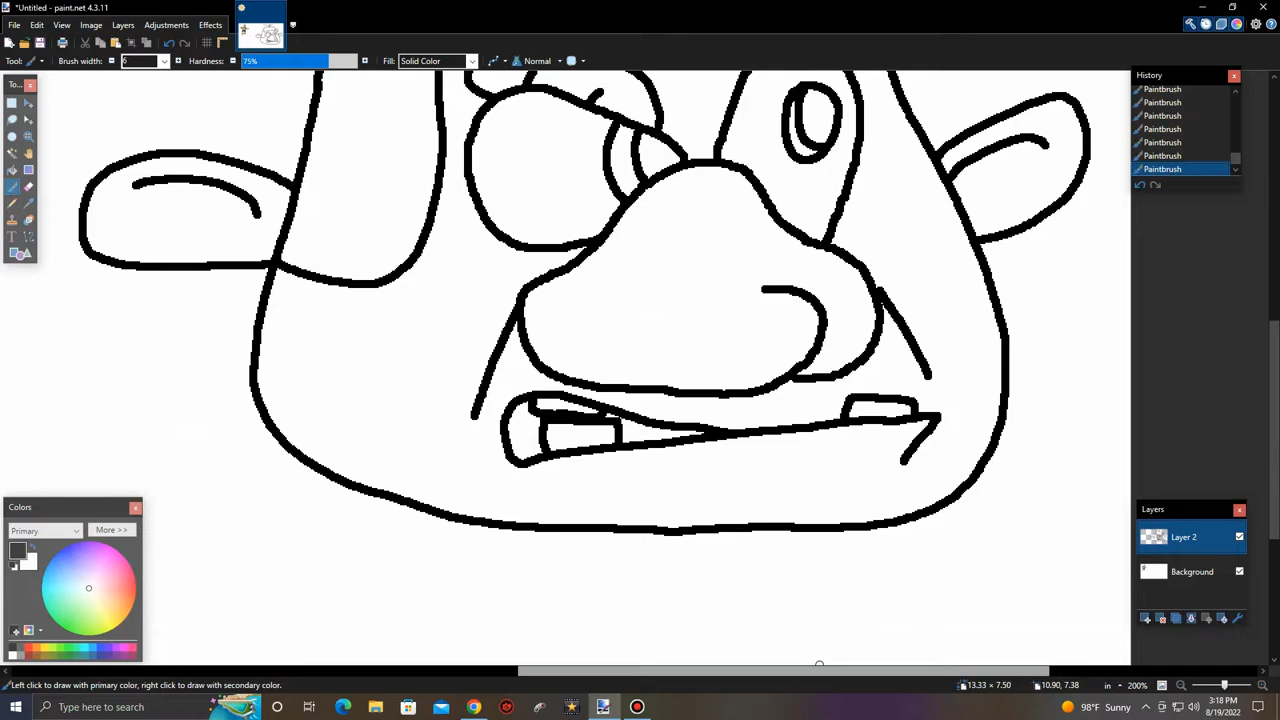 *Untitled - paint.net 4.3.11
File Edit View Image Layers Adjustments Effects
Tool: Brush width: 6 Hardness: 75% Fill: Solid Color Normal
To...
History
Paintbrush
Paintbrush
Paintbrush
Paintbrush
Paintbrush
Paintbrush
Paintbrush
Colors
Primary More >>
Layers
Layer 2
Background
Left click to draw with primary color, right click to draw with secondary color. 13.33 × 7.50 10.90, 7.38 in 200%
Type here to search 98°F Sunny 3:18 PM
8/19/2022